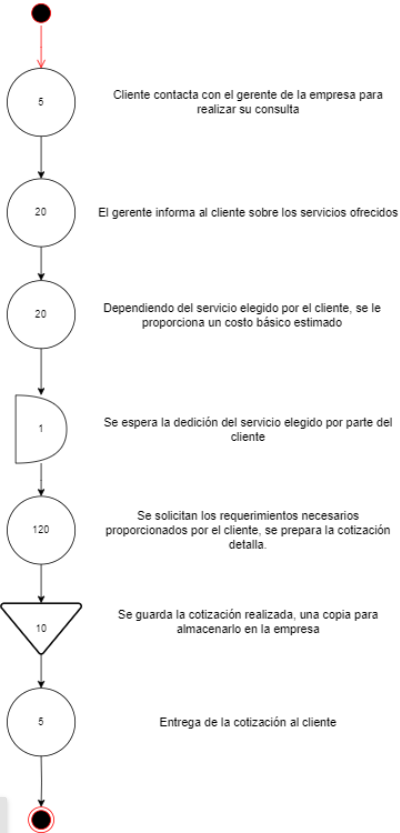 5
Cliente contacta con el gerente de la empresa para
realizar su consulta
20
El gerente informa al cliente sobre los servicios ofrecidos
20
Dependiendo del servicio elegido por el cliente, se le
proporciona un costo básico estimado
1
Se espera la dedición del servicio elegido por parte del
cliente
120
Se solicitan los requerimientos necesarios
proporcionados por el cliente, se prepara la cotización
detalla.
10
Se guarda la cotización realizada, una copia para
almacenarlo en la empresa
5
Entrega de la cotización al cliente